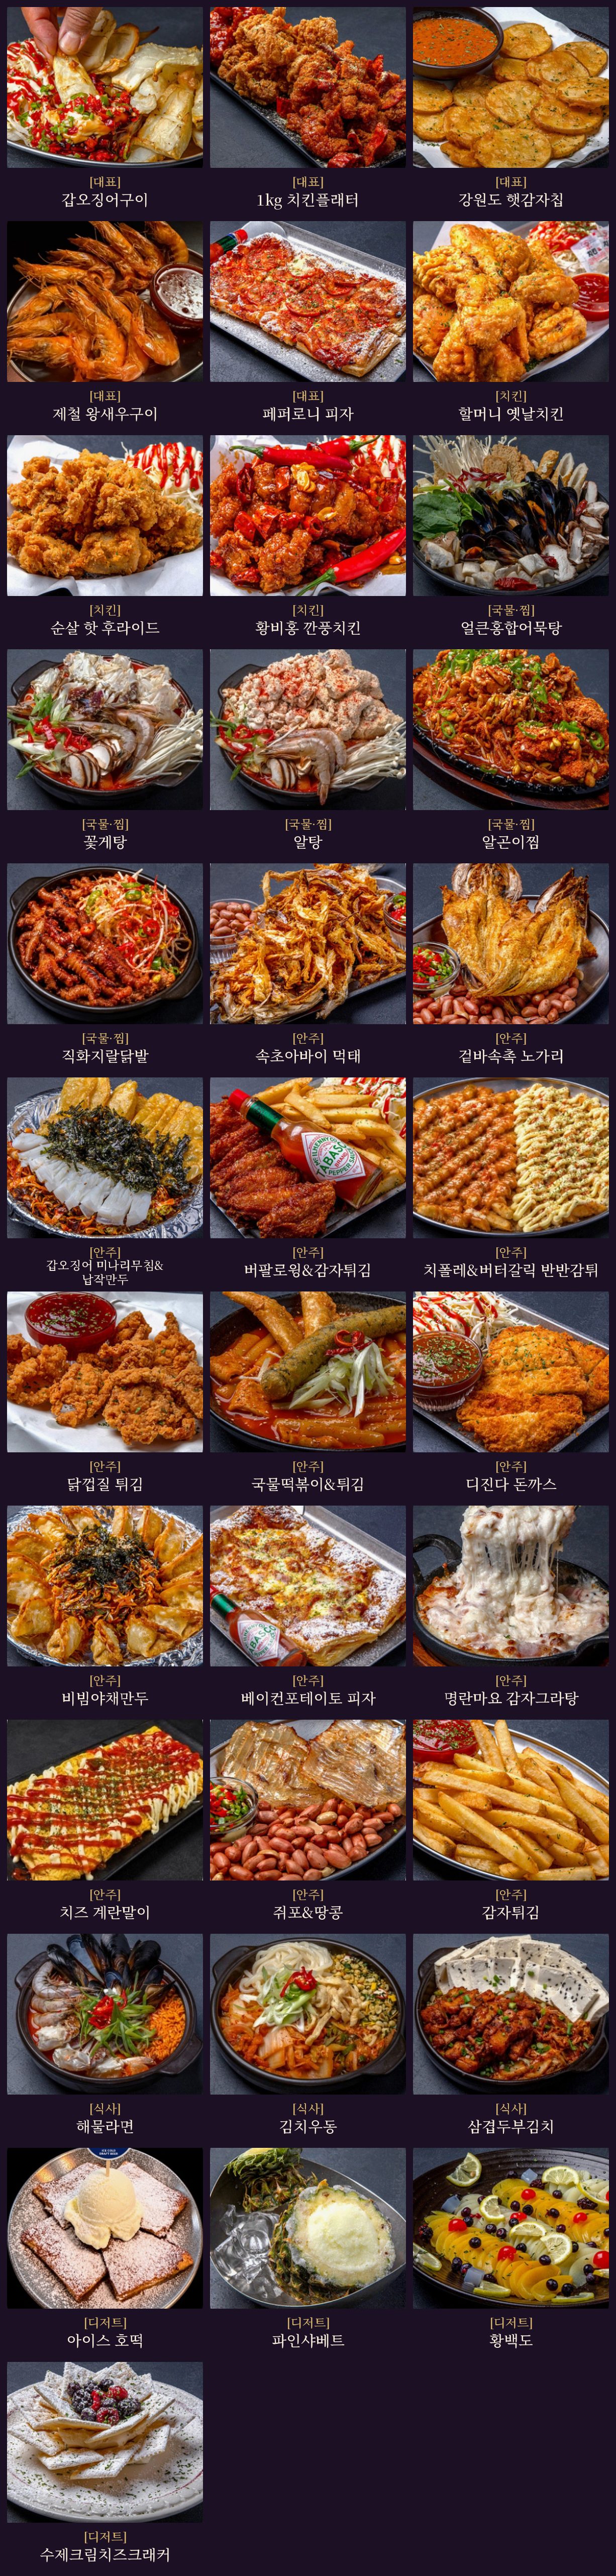 [대표]
갑오징어구이
[대표]
1kg 치킨플래터
[대표]
강원도 햇감자칩
[대표]
제철 왕새우구이
[대표]
페퍼로니 피자
[치킨]
할머니 옛날치킨
[치킨]
순살 핫 후라이드
[치킨]
황비홍 깐풍치킨
[국물·찜]
얼큰홍합어묵탕
[국물·찜]
꽃게탕
[국물·찜]
알탕
[국물·찜]
알곤이찜
[국물·찜]
직화지랄닭발
[안주]
속초아바이 먹태
[안주]
겉바속촉 노가리
[안주]
갑오징어 미나리무침&
납작만두
TABASCO
PEPPER SAUCE
[안주]
버팔로윙&감자튀김
[안주]
치폴레&버터갈릭 반반감튀
[안주]
닭껍질 튀김
[안주]
국물떡볶이&튀김
[안주]
디진다 돈까스
[안주]
비빔야채만두
TABASCO
[안주]
베이컨포테이토 피자
[안주]
명란마요 감자그라탕
[안주]
치즈 계란말이
[안주]
쥐포&땅콩
[안주]
감자튀김
[식사]
해물라면
[식사]
김치우동
[식사]
삼겹두부김치
[디저트]
아이스 호떡
[디저트]
파인샤베트
[디저트]
황백도
[디저트]
수제크림치즈크래커